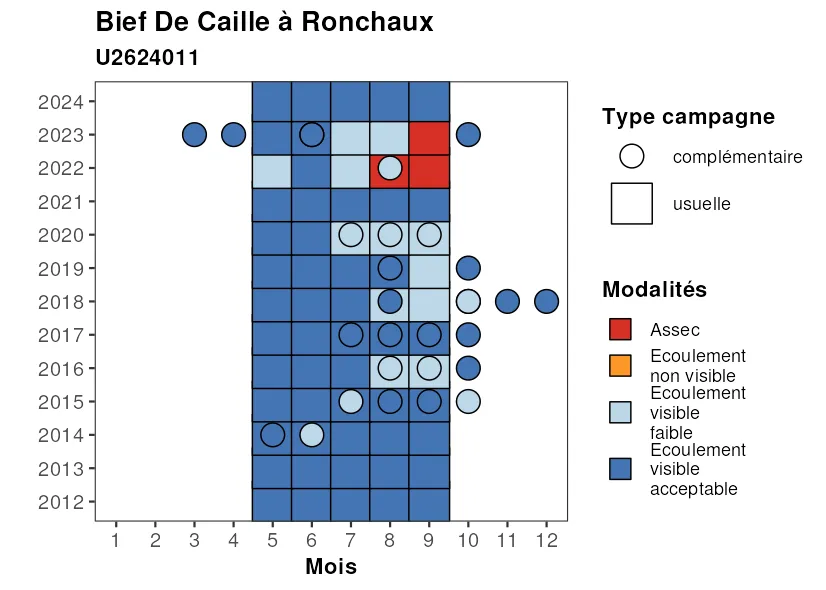 Bief De Caille à Ronchaux
U2624011
2024
2023
2022
2021
2020
2019
2018
2017
2016
2015
2014
2013
2012
1 2 3 4 5 6 7 8 9 10 11 12
Mois
Type campagne
complémentaire
usuelle
Modalités
Assec
Ecoulement
non visible
Ecoulement
visible
faible
Ecoulement
visible
acceptable